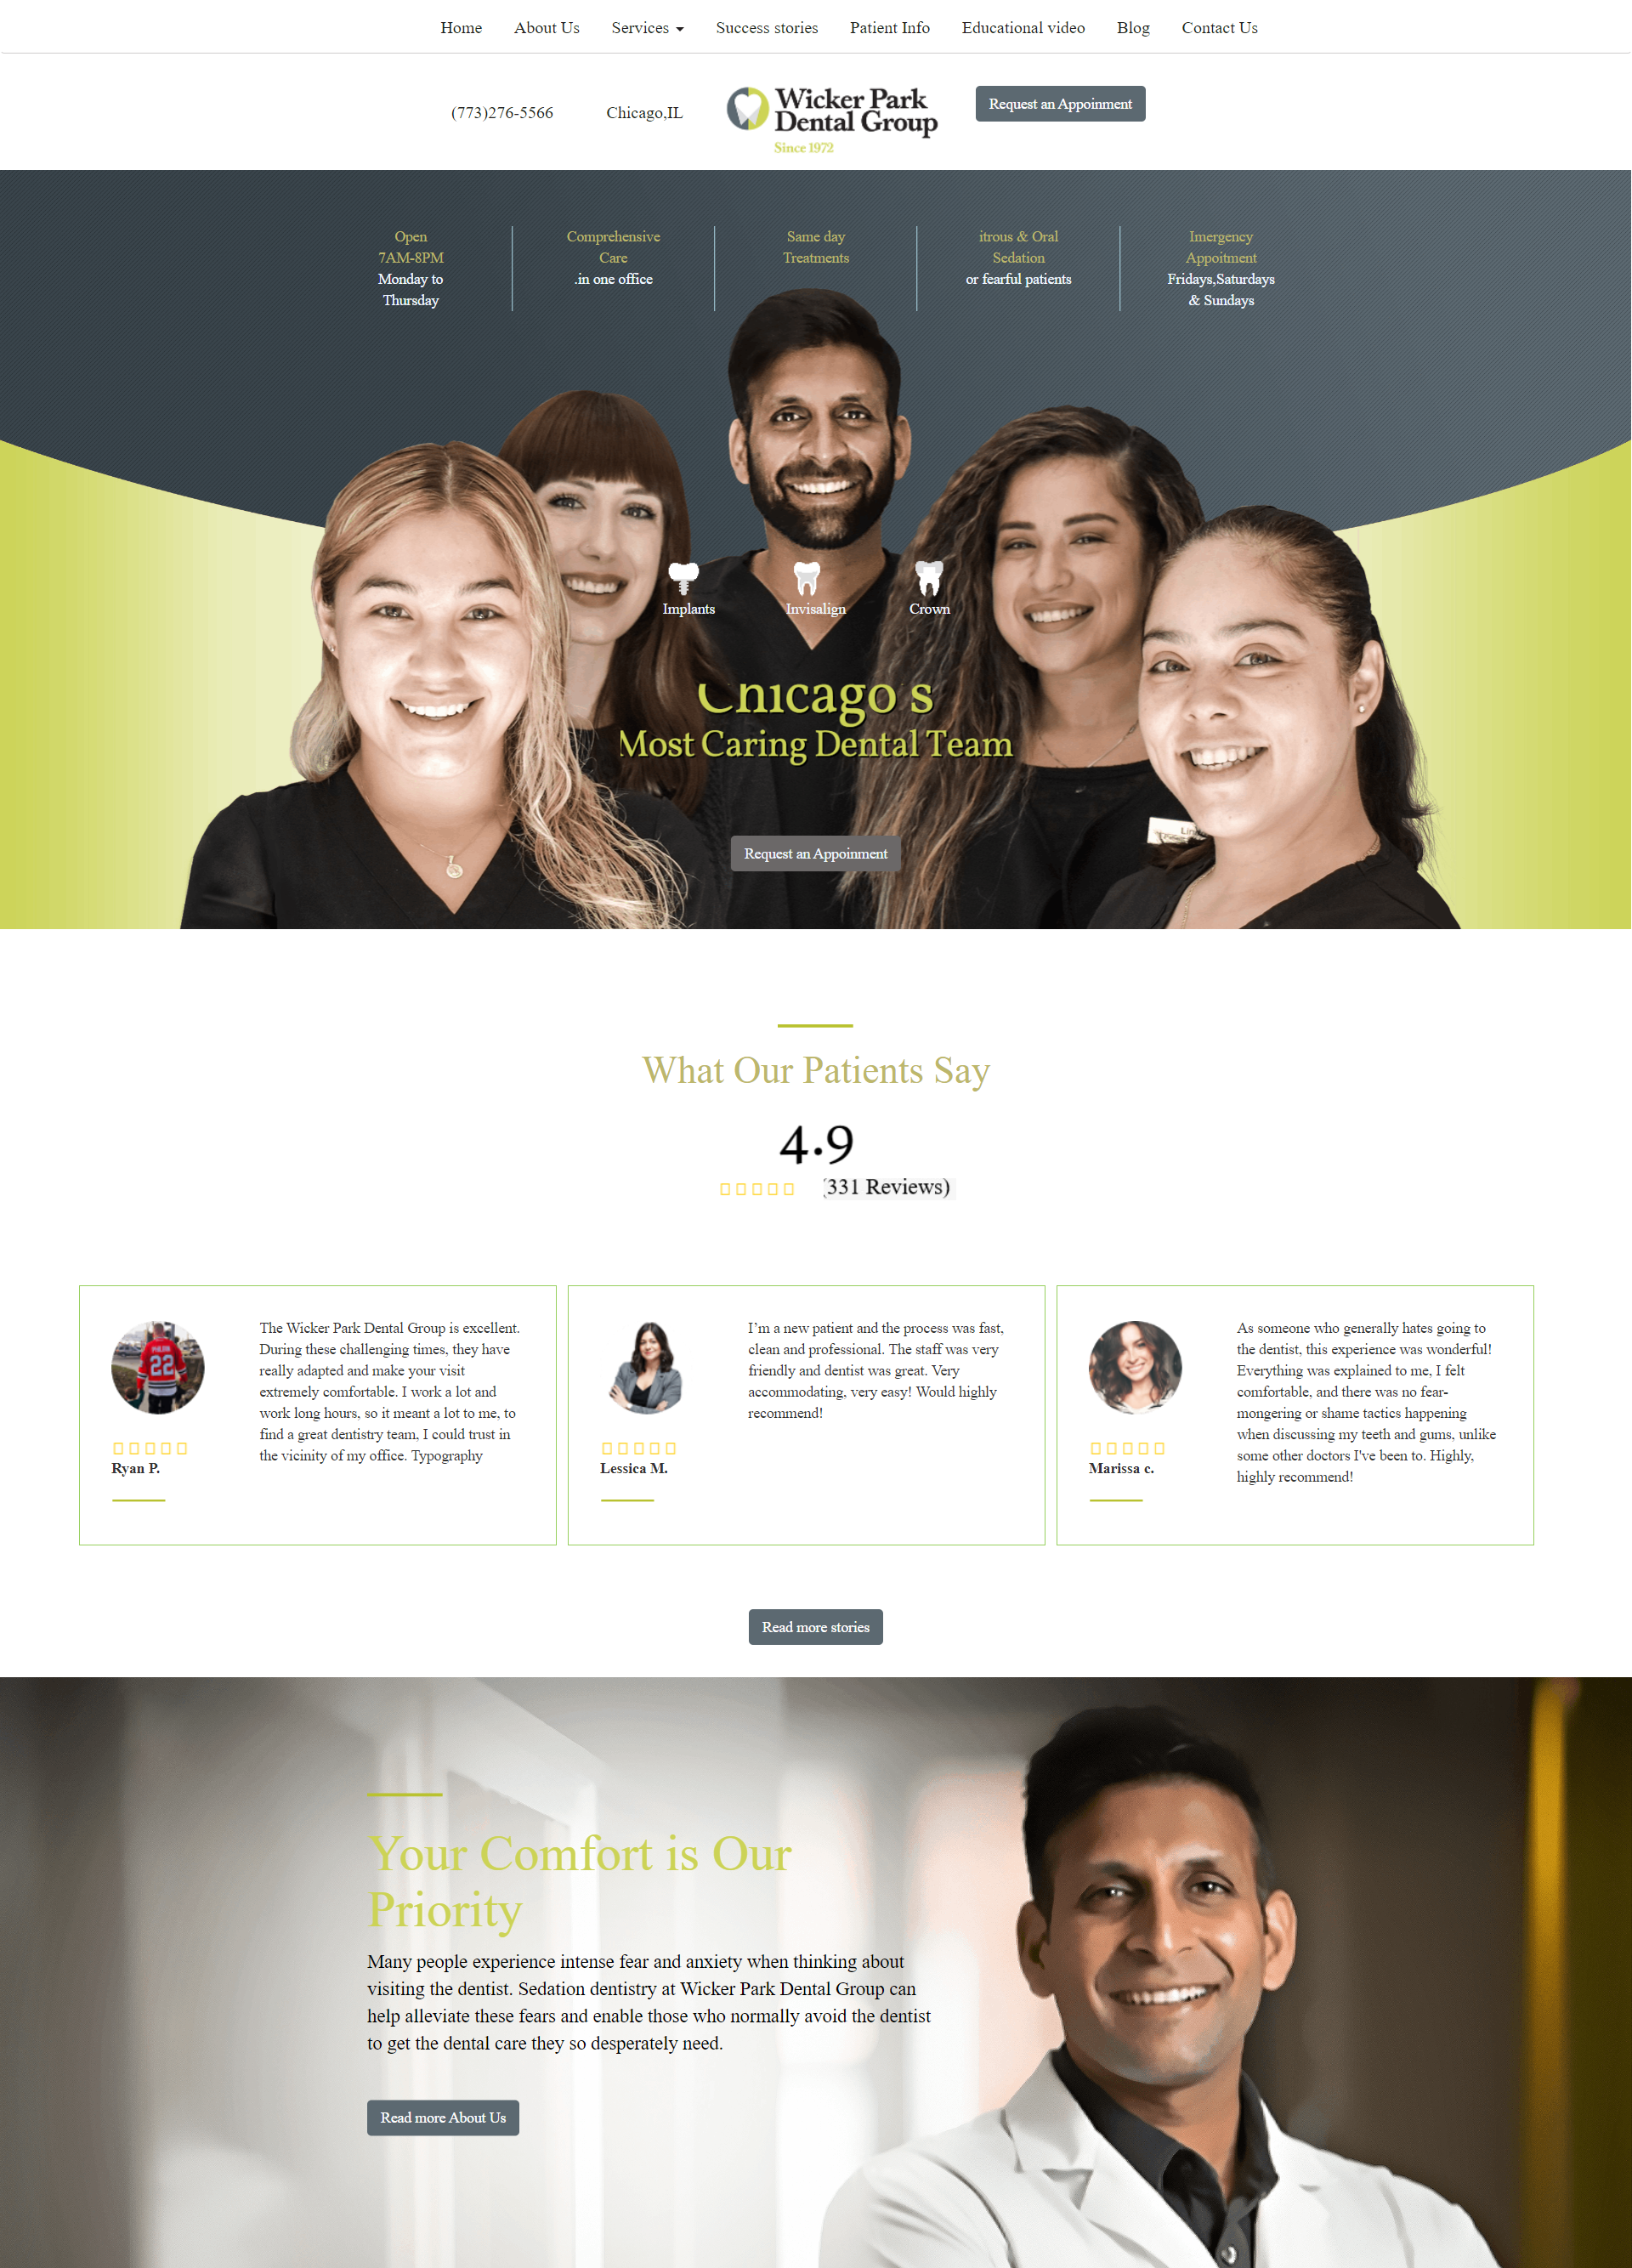 Home About Us Services Success stories Patient Info Educational video Blog Contact Us
(773)276-5566
Chicago,IL
Wicker Park
Dental Group
Since 1972
Request an Appoinment
Open
7AM-8PM
Monday to
Thursday
Comprehensive
Care
.in one office
Same day
Treatments
itrous & Oral
Sedation
or fearful patients
Imergency
Appoitment
Fridays,Saturdays
& Sundays
Implants
Invisalign
Crown
Chicago's
Most Caring Dental Team
Request an Appoinment
What Our Patients Say
4.9
(331 Reviews)
The Wicker Park Dental Group is excellent.
During these challenging times, they have
really adapted and make your visit
extremely comfortable. I work a lot and
work long hours, so it meant a lot to me, to
find a great dentistry team, I could trust in
the vicinity of my office. Typography
22
Ryan P.
I’m a new patient and the process was fast,
clean and professional. The staff was very
friendly and dentist was great. Very
accommodating, very easy! Would highly
recommend!
Lessica M.
As someone who generally hates going to
the dentist, this experience was wonderful!
Everything was explained to me, I felt
comfortable, and there was no fear-
mongering or shame tactics happening
when discussing my teeth and gums, unlike
some other doctors I've been to. Highly,
highly recommend!
Marissa c.
Read more stories
Your Comfort is Our
Priority
Many people experience intense fear and anxiety when thinking about
visiting the dentist. Sedation dentistry at Wicker Park Dental Group can
help alleviate these fears and enable those who normally avoid the dentist
to get the dental care they so desperately need.
Read more About Us